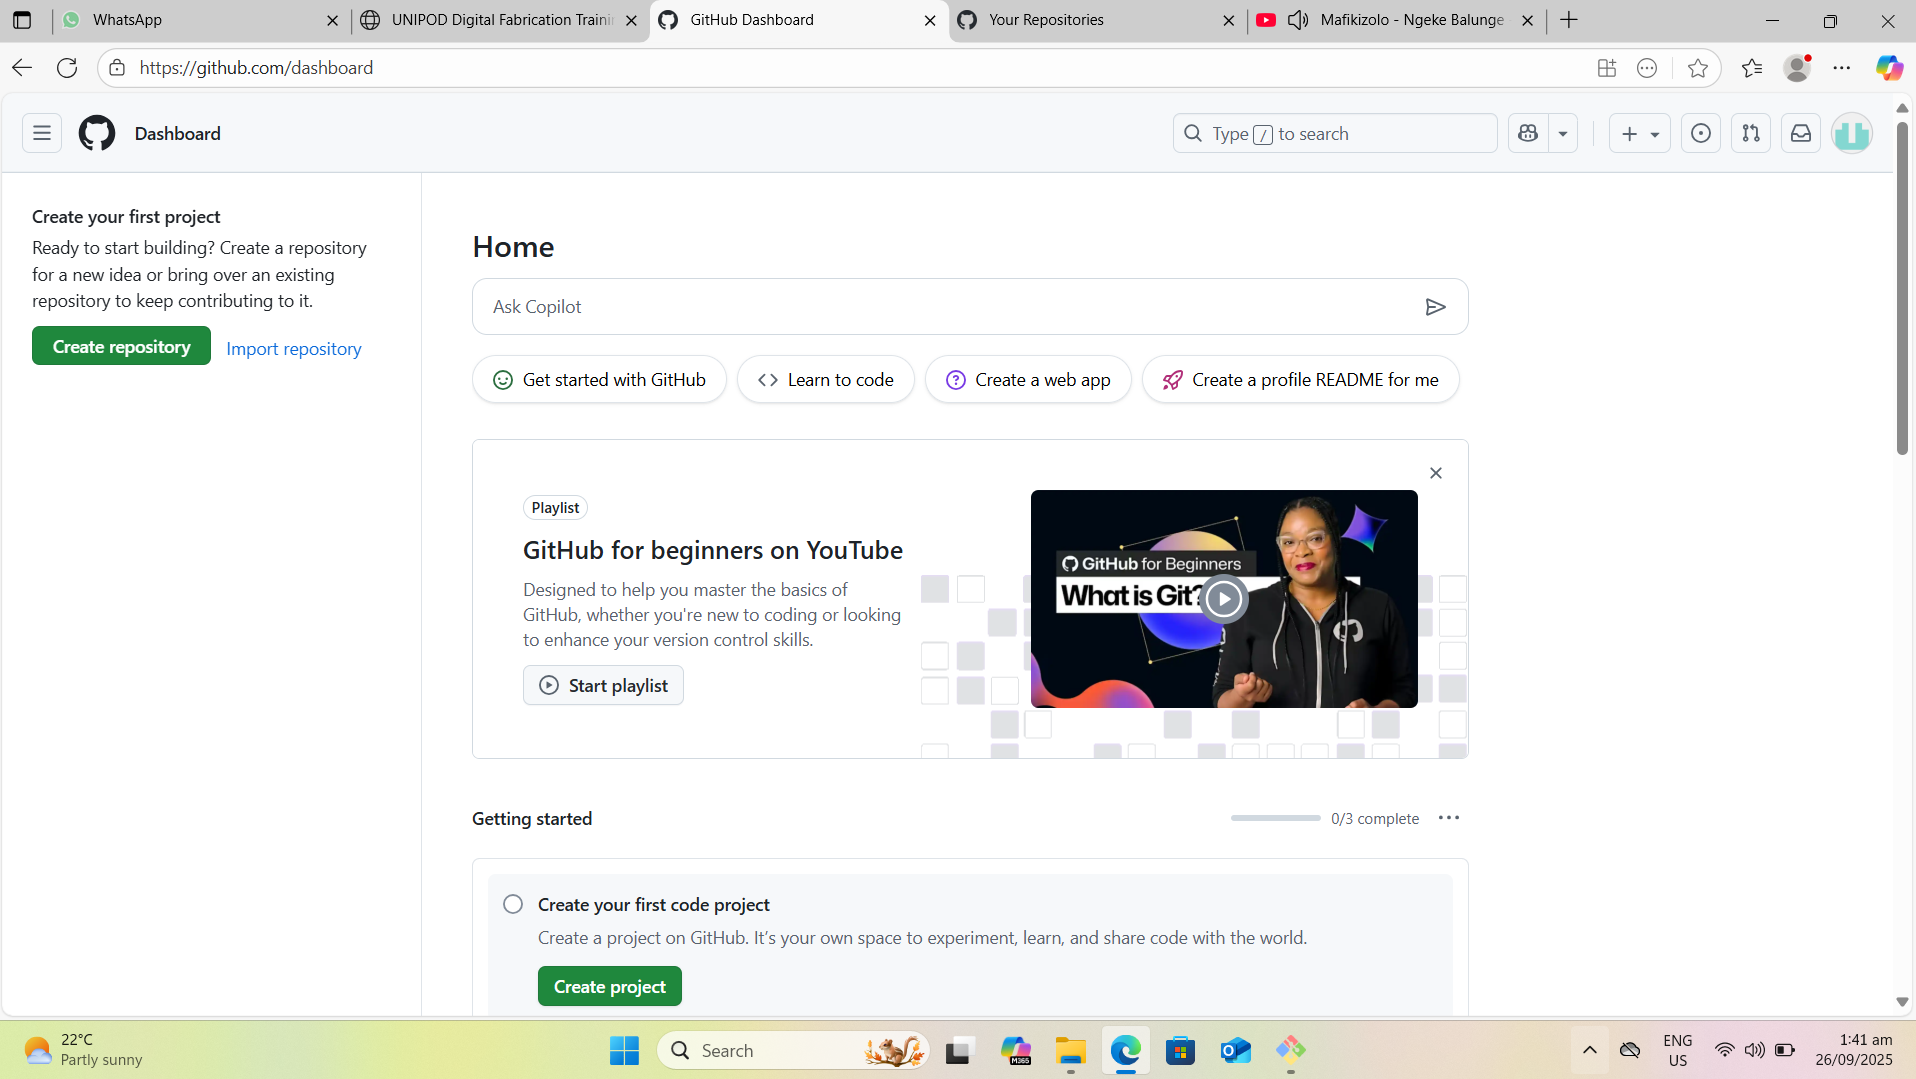 WhatsApp
UNIPOD Digital Fabrication Traini
GitHub Dashboard
Your Repositories
Mafikizolo - Ngeke Balunge
https://github.com/dashboard
Dashboard
Type / to search
Create your first project
Ready to start building? Create a repository
for a new idea or bring over an existing
repository to keep contributing to it.
Create repository
Import repository
Home
Ask Copilot
Get started with GitHub
Learn to code
Create a web app
Create a profile README for me
Playlist
GitHub for beginners on YouTube
Designed to help you master the basics of
GitHub, whether you're new to coding or looking
to enhance your version control skills.
Start playlist
GitHub for Beginners
What is Git?
Getting started
0/3 complete
Create your first code project
Create a project on GitHub. It’s your own space to experiment, learn, and share code with the world.
Create project
22°C
Partly sunny
Search
M365
ENG
US
1:41 am
26/09/2025